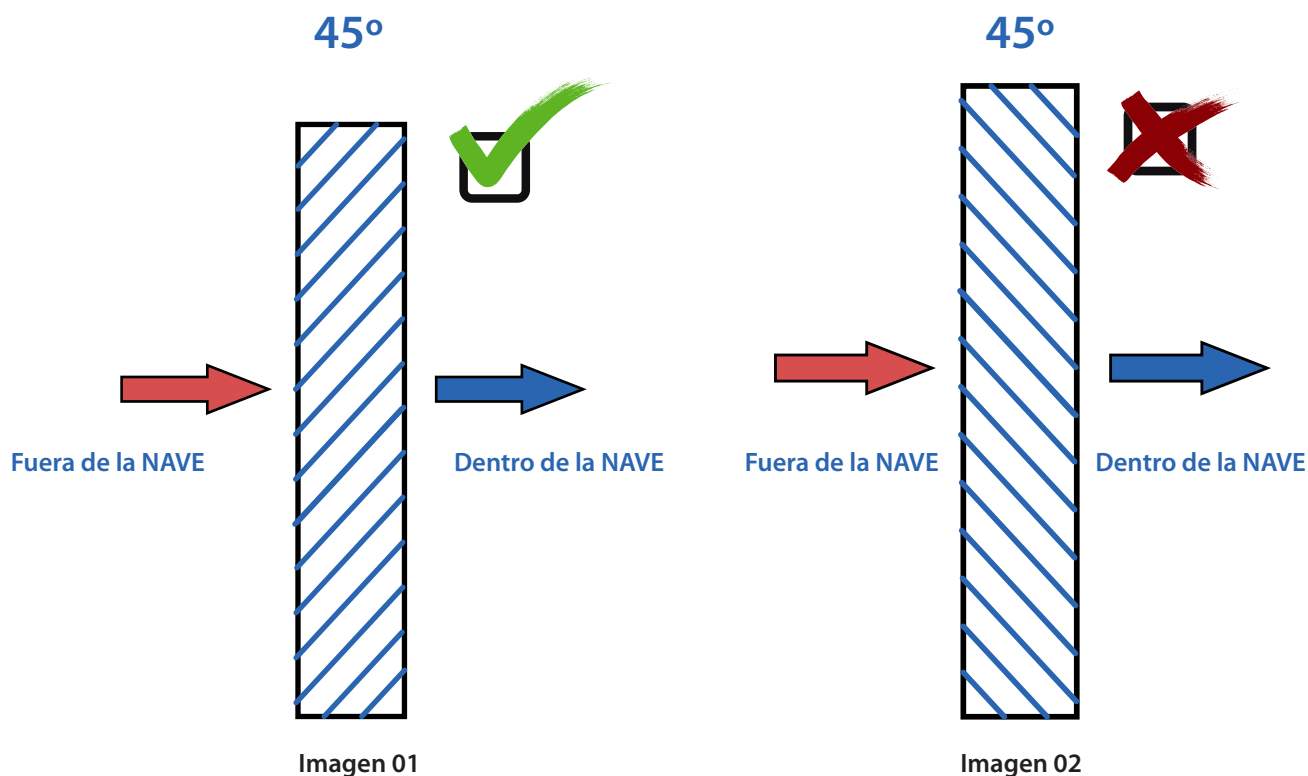 45º
45º
Fuera de la NAVE
Dentro de la NAVE
Fuera de la NAVE
Dentro de la NAVE
Imagen 01
Imagen 02